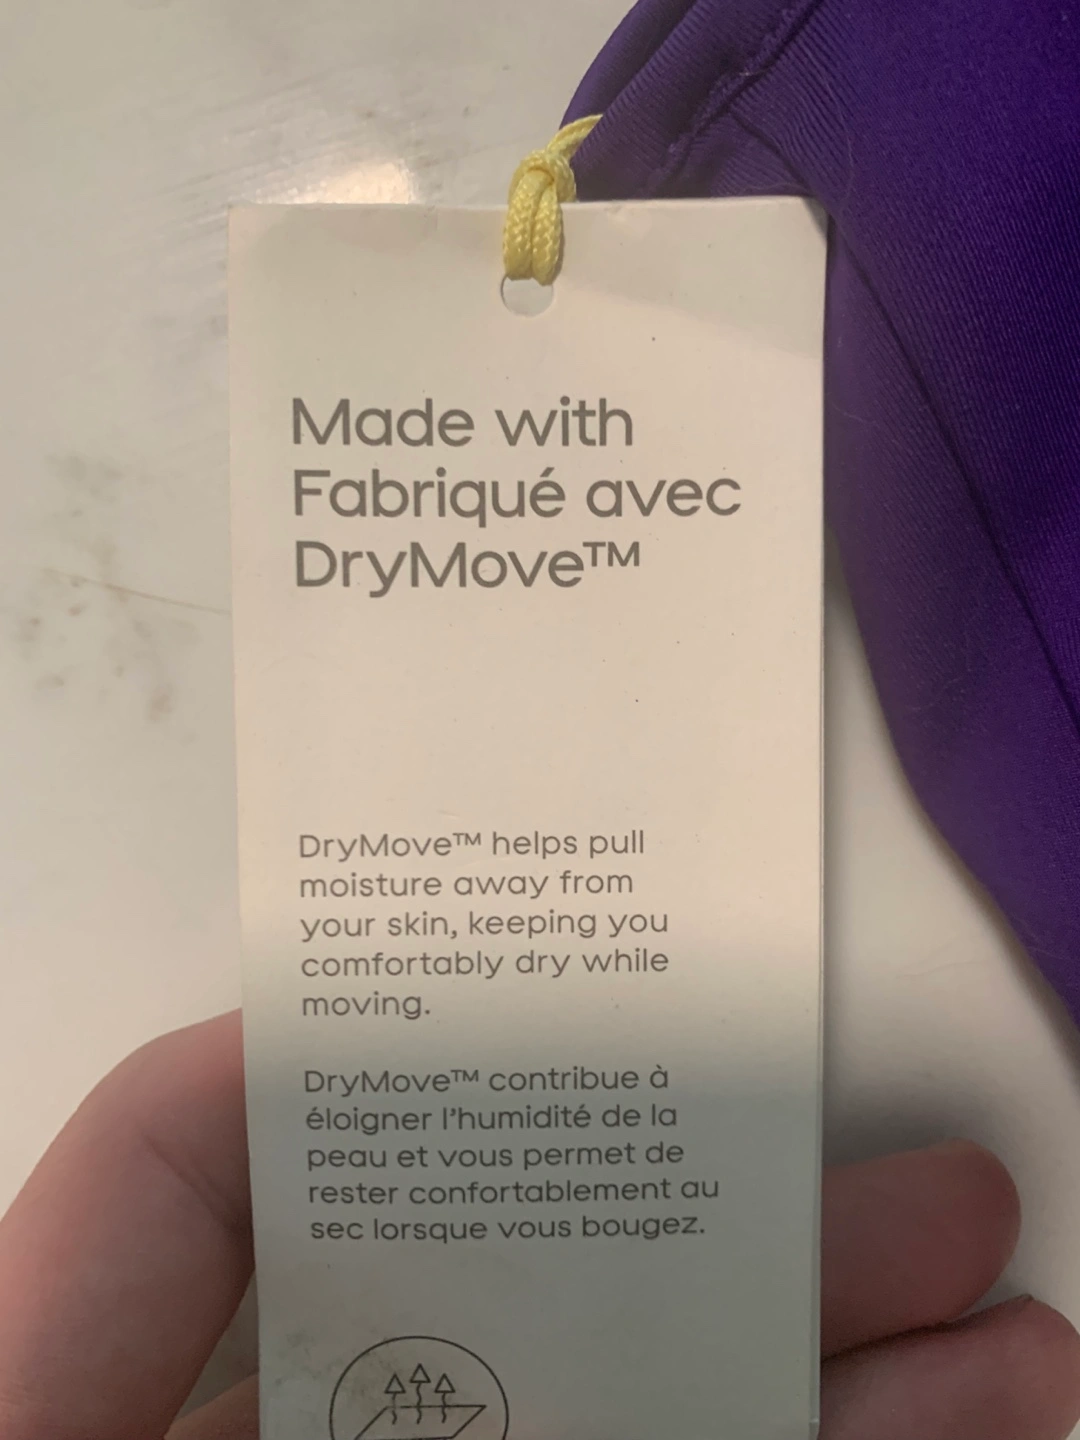 Made with
Fabriqué avec
DryMove™
DryMove™ helps pull
moisture away from
your skin, keeping you
comfortably dry while
moving.
DryMove™ contribue à
éloigner l'humidité de la
peau et vous permet de
rester confortablement au
sec lorsque vous bougez.